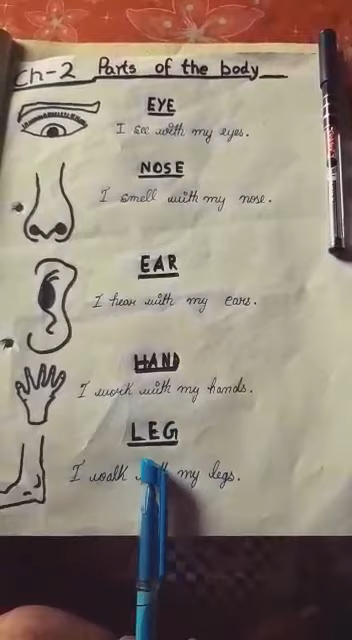 Ch-2 Parts of the body
EYE
I see with my eyes.
NOSE
I smell with my nose.
EAR
I hear with my ears.
HAND
I work with my hands.
LEG
I walk with my legs.